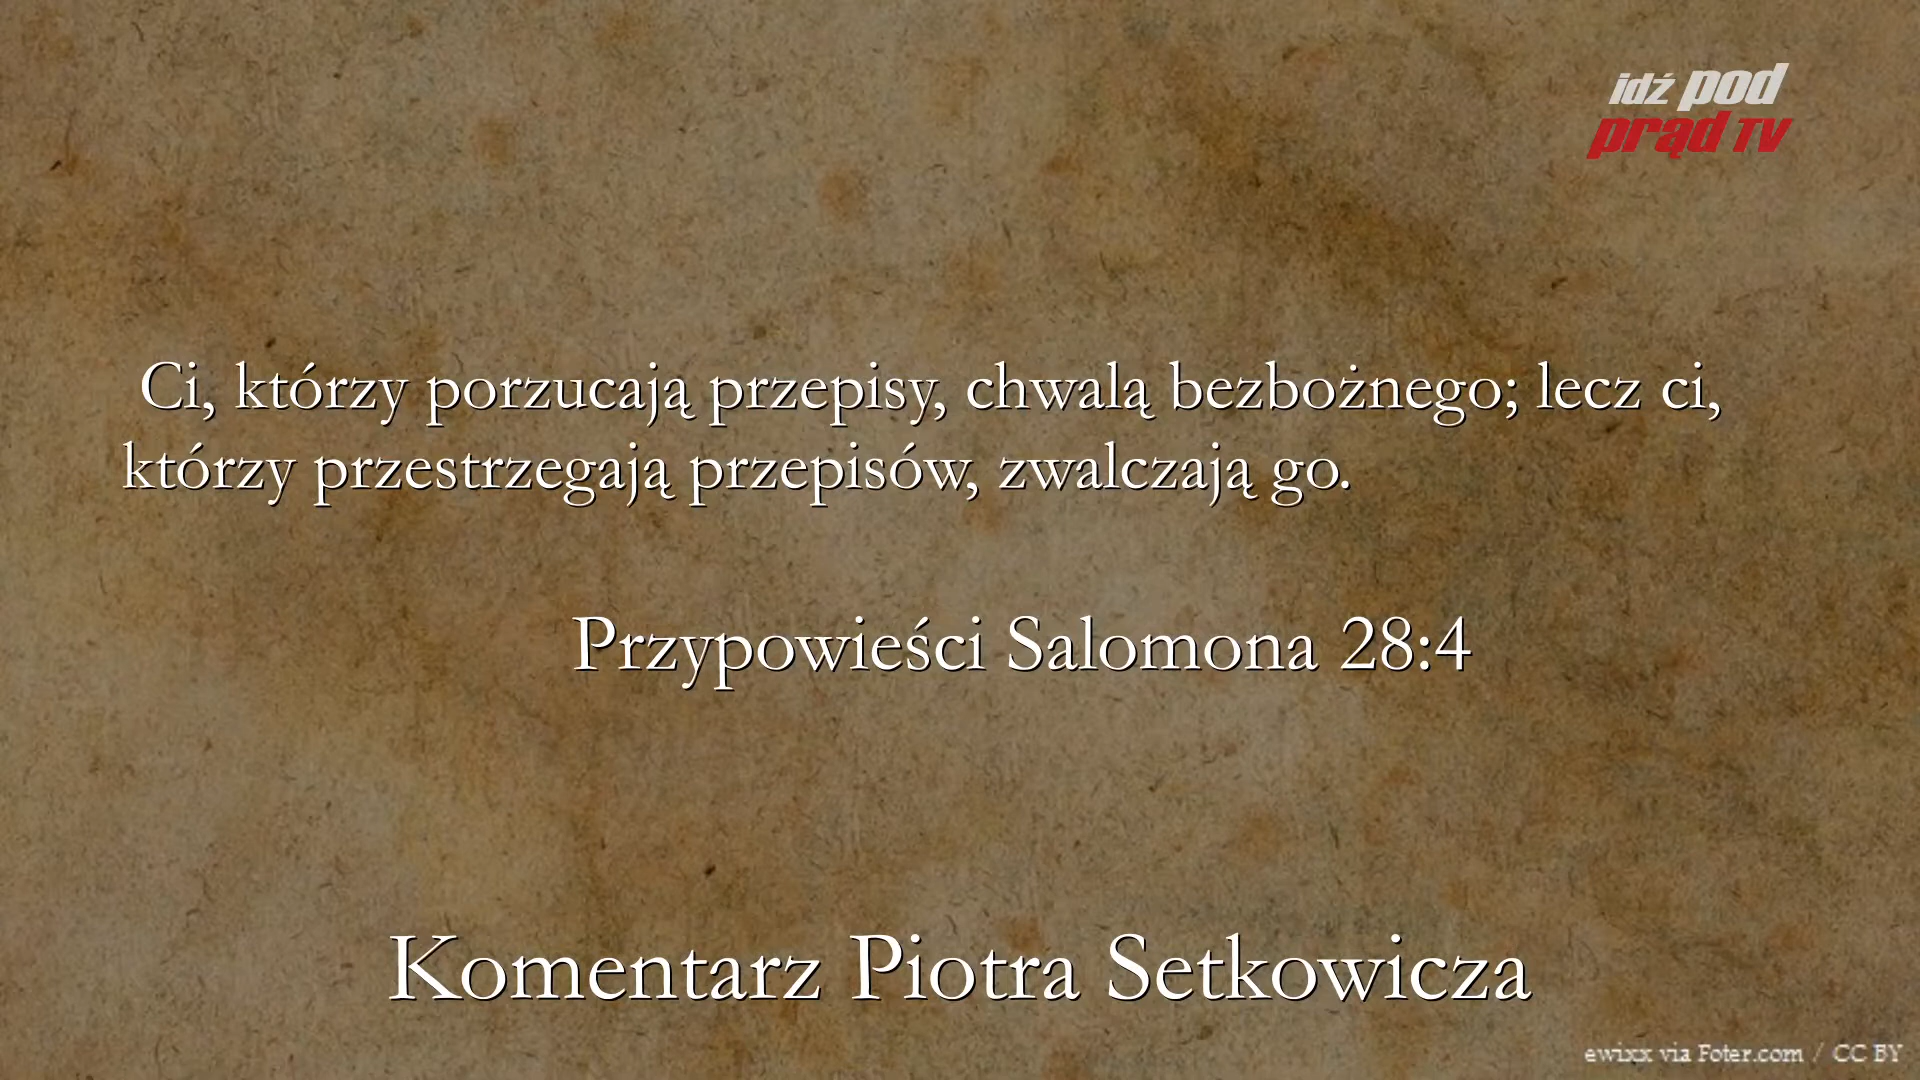 idź pod
prąd TV
Ci, którzy porzucają przepisy, chwalą bezbożnego; lecz ci,
którzy przestrzegają przepisów, zwalczają go.
Przypowieści Salomona 28:4
Komentarz Piotra Setkowicza
ewixx via Foter.com / CC BY